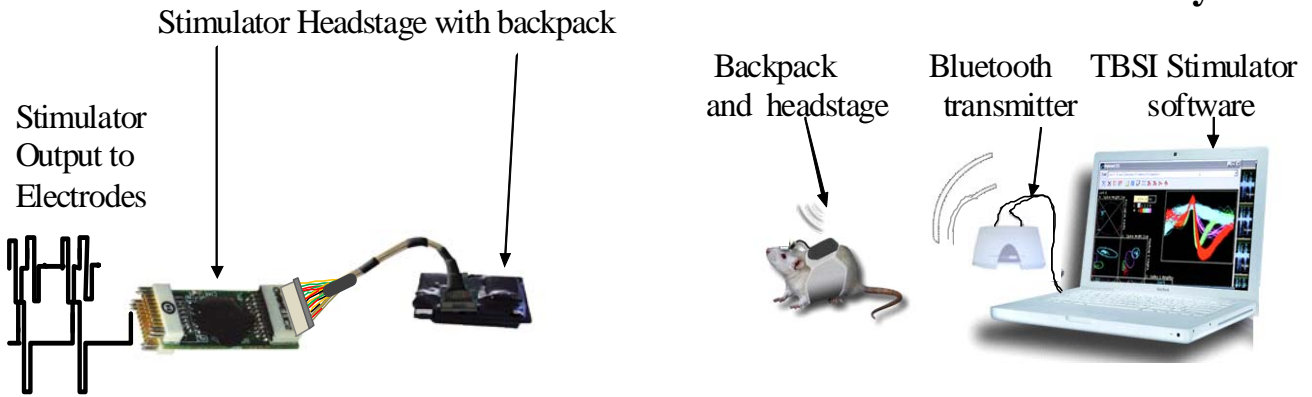 Stimulator Headstage with backpack
Stimulator
Output to
Electrodes
Backpack
and headstage
Bluetooth
transmitter
TBSI Stimulator
software